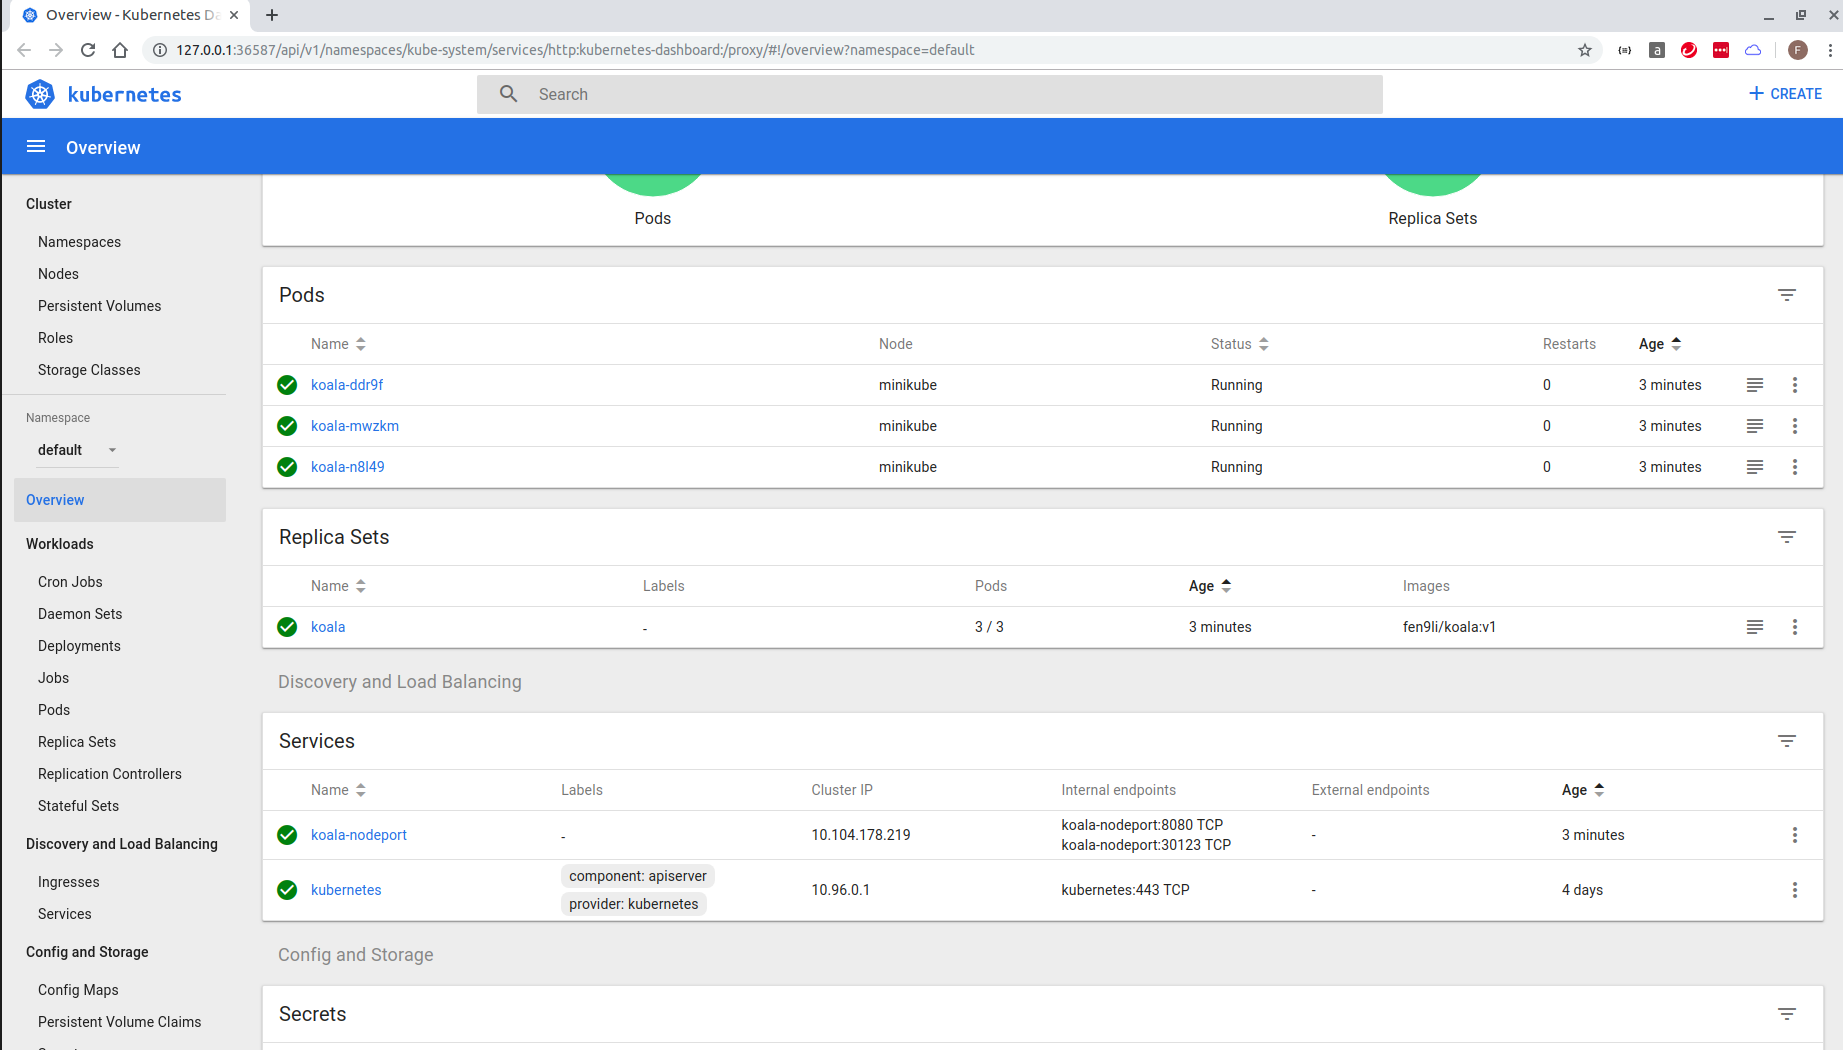 Overview - Kubernetes Da
127.0.0.1:36587/api/v1/namespaces/kube-system/services/http:kubernetes-dashboard:/proxy/#!/overview?namespace=default
a
F
kubernetes
Search
+ CREATE
Overview
Cluster
Namespaces
Nodes
Persistent Volumes
Roles
Storage Classes
Namespace
default
Overview
Workloads
Cron Jobs
Daemon Sets
Deployments
Jobs
Pods
Replica Sets
Replication Controllers
Stateful Sets
Discovery and Load Balancing
Ingresses
Services
Config and Storage
Config Maps
Persistent Volume Claims
Pods Replica Sets
Pods
Name Node Status Restarts Age
koala-ddr9f minikube Running 0 3 minutes
koala-mwzkm minikube Running 0 3 minutes
koala-n8l49 minikube Running 0 3 minutes
Replica Sets
Name Labels Pods Age Images
koala - 3 / 3 3 minutes fen9li/koala:v1
Discovery and Load Balancing
Services
Name Labels Cluster IP Internal endpoints External endpoints Age
koala-nodeport - 10.104.178.219 koala-nodeport:8080 TCP - 3 minutes
koala-nodeport:30123 TCP
kubernetes component: apiserver 10.96.0.1 kubernetes:443 TCP - 4 days
provider: kubernetes
Config and Storage
Secrets